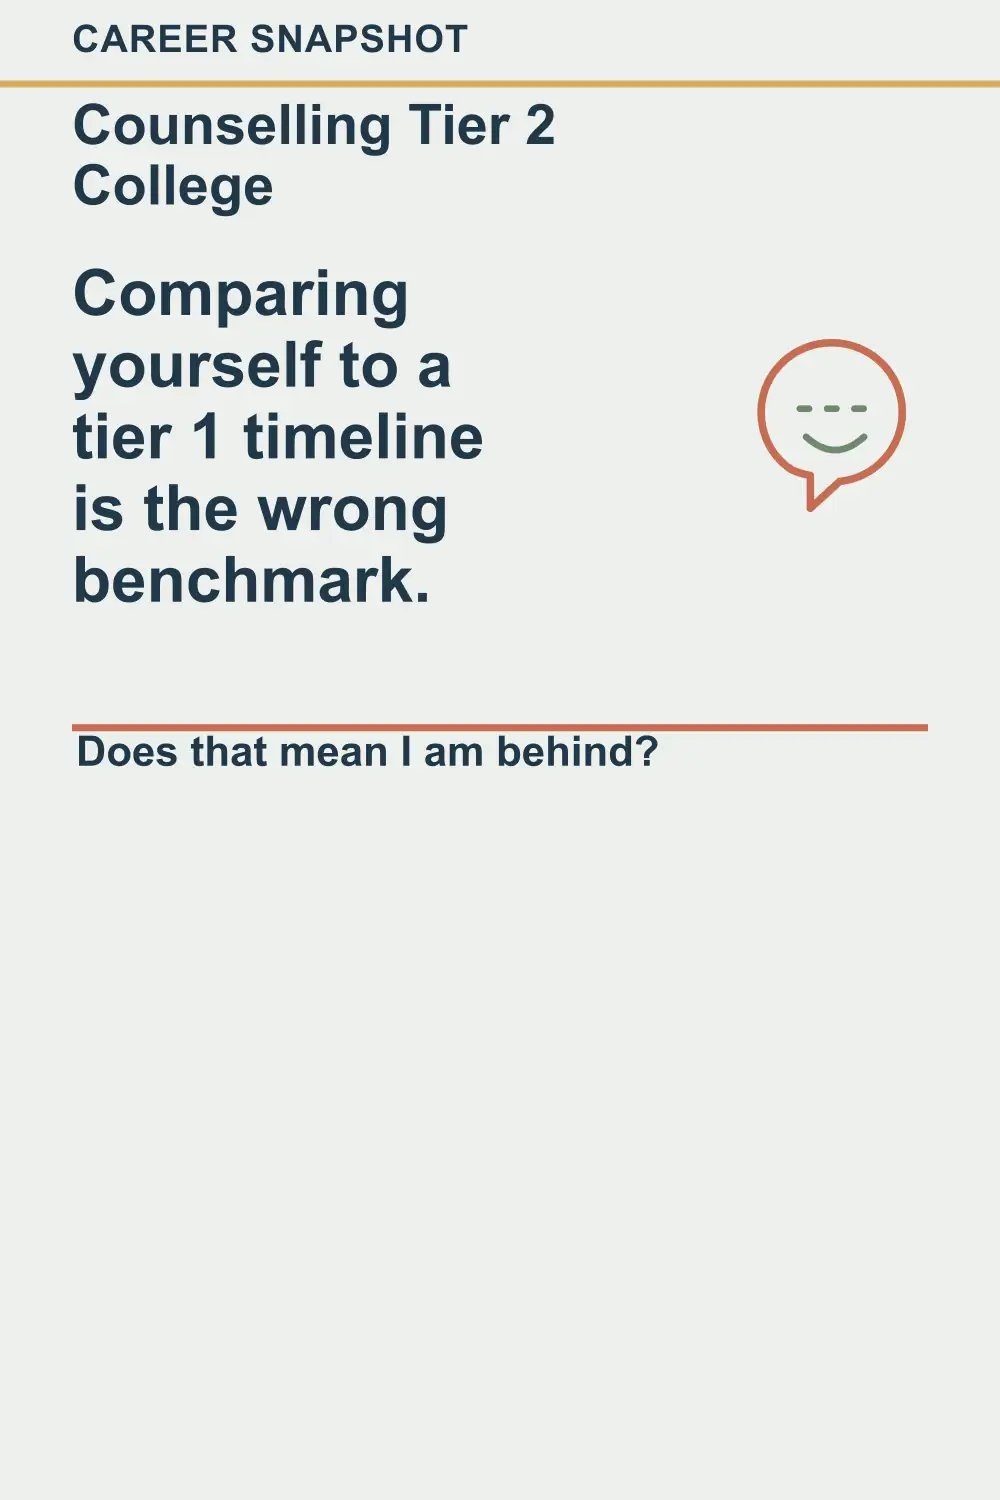 CAREER SNAPSHOT
Counselling Tier 2
College
Comparing
yourself to a
tier 1 timeline
is the wrong
benchmark.
Does that mean I am behind?